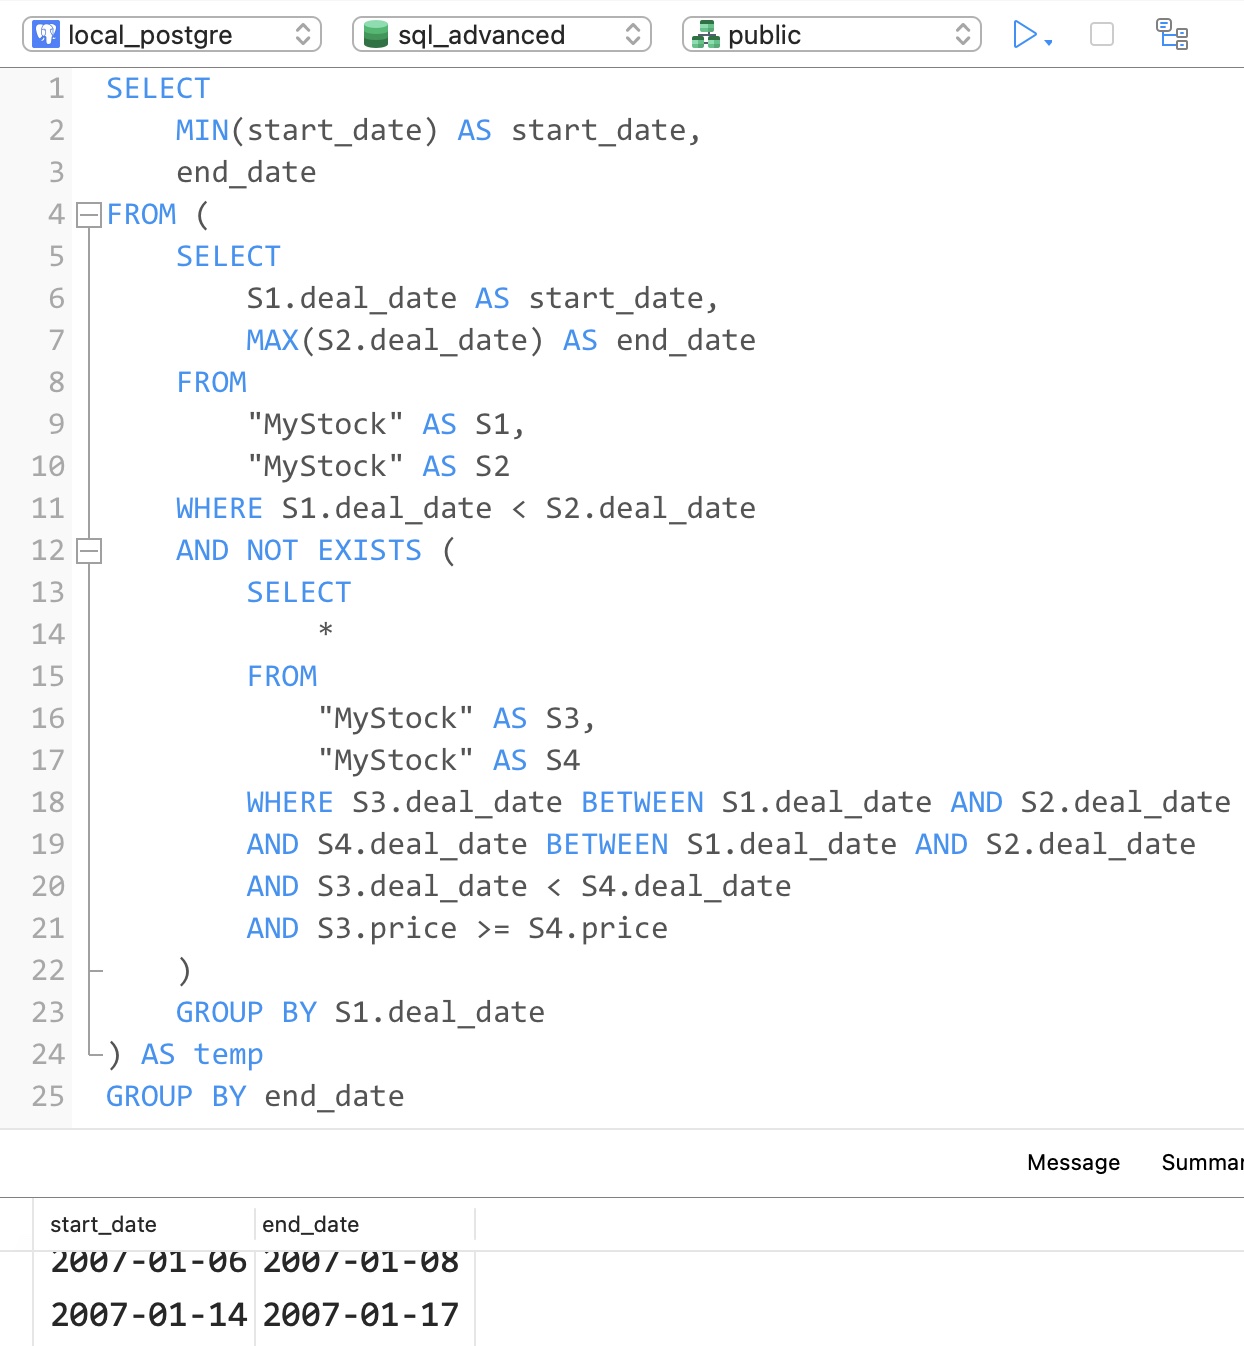 local_postgre sql_advanced public
1 SELECT
2 MIN(start_date) AS start_date,
3 end_date
4 FROM (
5 SELECT
6 S1.deal_date AS start_date,
7 MAX(S2.deal_date) AS end_date
8 FROM
9 "MyStock" AS S1,
10 "MyStock" AS S2
11 WHERE S1.deal_date < S2.deal_date
12 AND NOT EXISTS (
13 SELECT
14 *
15 FROM
16 "MyStock" AS S3,
17 "MyStock" AS S4
18 WHERE S3.deal_date BETWEEN S1.deal_date AND S2.deal_date
19 AND S4.deal_date BETWEEN S1.deal_date AND S2.deal_date
20 AND S3.deal_date < S4.deal_date
21 AND S3.price >= S4.price
22 )
23 GROUP BY S1.deal_date
24 ) AS temp
25 GROUP BY end_date
Message Summar
start_date end_date
2007-01-06 2007-01-08
2007-01-14 2007-01-17